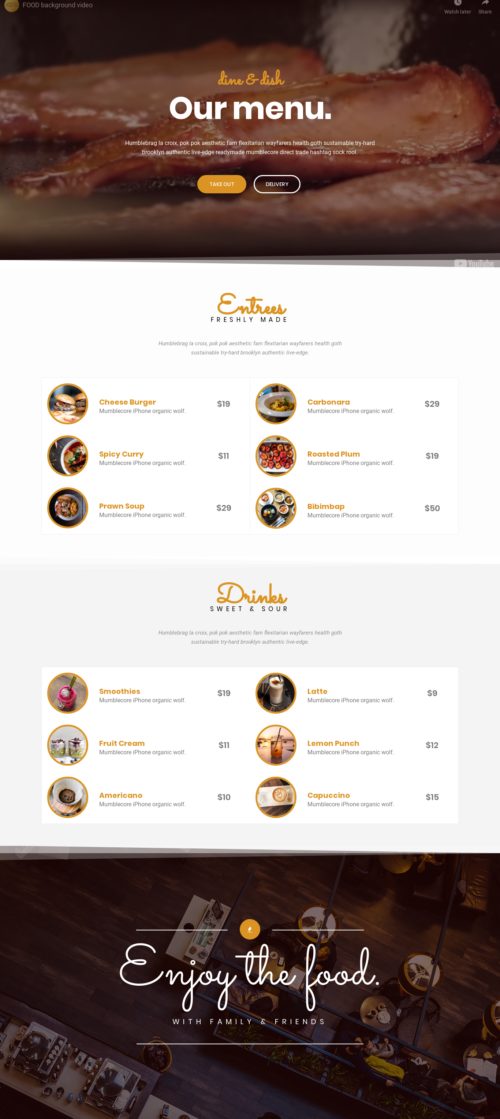 FOOD background video
Watch later
Share
dine & dish
Our menu.
Humblebrag la croix, pok pok aesthetic fam flexitarian wayfarers health goth sustainable try-hard
brooklyn authentic live-edge readymade mumblecore direct trade hashtag sock roof
TAKE OUT
DELIVERY
YouTube
Entrees
FRESHLY MADE
Humblebrag la croix, pok pok aesthetic fam flexitarian wayfarers health goth
sustainable try-hard brooklyn authentic live-edge.
Cheese Burger
Mumblecore iPhone organic wolf.
$19
Carbonara
Mumblecore iPhone organic wolf.
$29
Spicy Curry
Mumblecore iPhone organic wolf.
$11
Roasted Plum
Mumblecore iPhone organic wolf.
$19
Prawn Soup
Mumblecore iPhone organic wolf.
$29
Bibimbap
Mumblecore iPhone organic wolf.
$50
Drinks
SWEET & SOUR
Humblebrag la croix, pok pok aesthetic fam flexitarian wayfarers health goth
sustainable try-hard brooklyn authentic live-edge.
Smoothies
Mumblecore iPhone organic wolf.
$19
Latte
Mumblecore iPhone organic wolf.
$9
Fruit Cream
Mumblecore iPhone organic wolf.
$11
Lemon Punch
Mumblecore iPhone organic wolf.
$12
Americano
Mumblecore iPhone organic wolf.
$10
Capuccino
Mumblecore iPhone organic wolf.
$15
Enjoy the food.
WITH FAMILY & FRIENDS